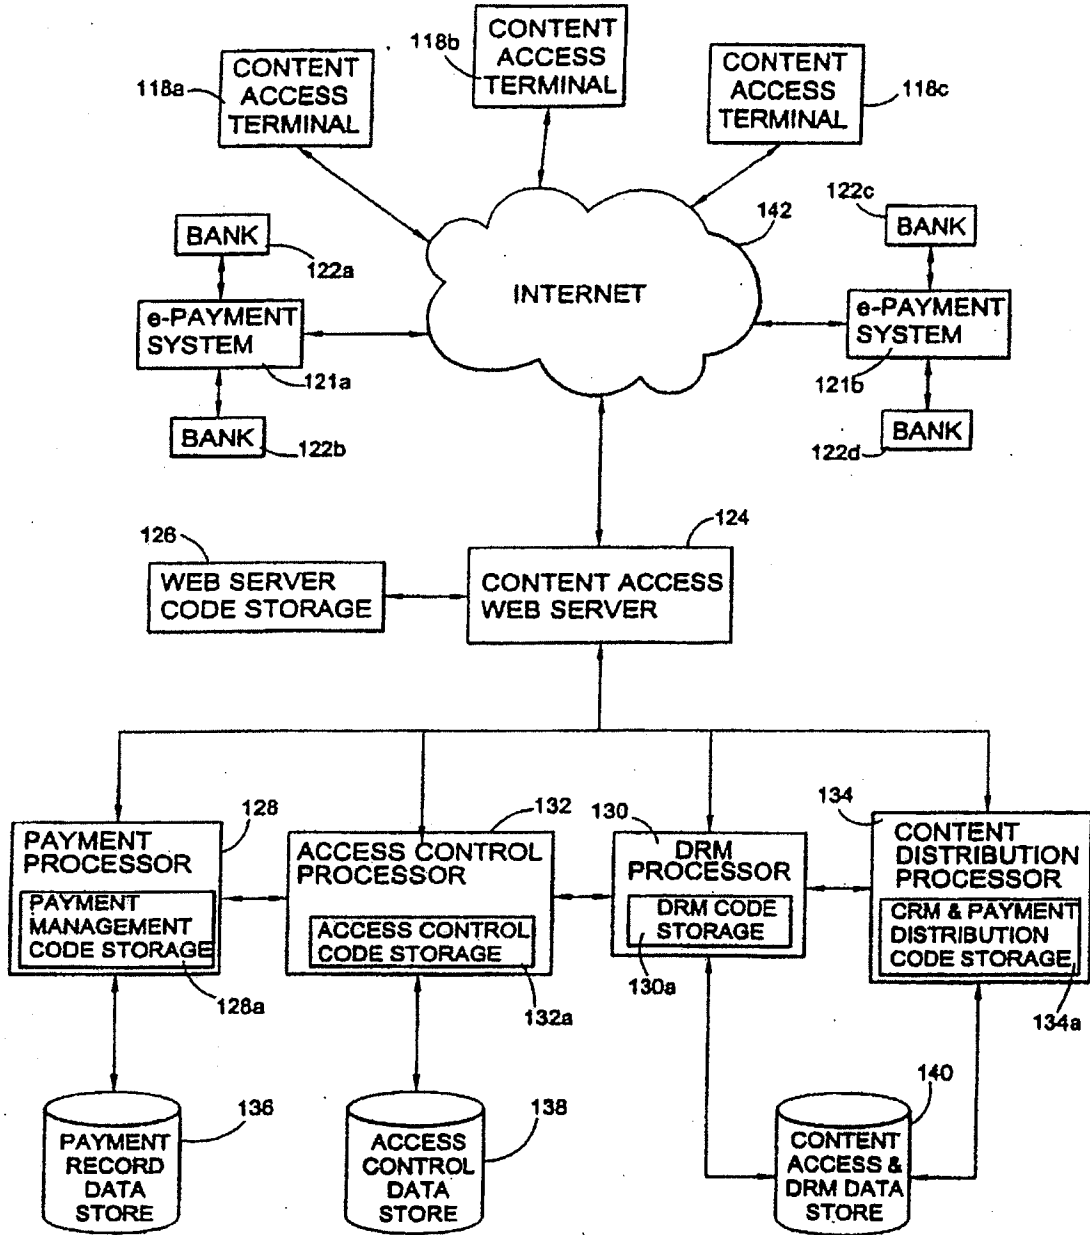 CONTENT
ACCESS
TERMINAL
118a
CONTENT
ACCESS
TERMINAL
118b
CONTENT
ACCESS
TERMINAL
118c
142
INTERNET
BANK
122a
e-PAYMENT
SYSTEM
121a
BANK
122b
122c
BANK
e-PAYMENT
SYSTEM
121b
BANK
122d
126
WEB SERVER
CODE STORAGE
124
CONTENT ACCESS
WEB SERVER
128
PAYMENT
PROCESSOR
PAYMENT
MANAGEMENT
CODE STORAGE
128a
132
ACCESS CONTROL
PROCESSOR
ACCESS CONTROL
CODE STORAGE
132a
130
DRM
PROCESSOR
DRM CODE
STORAGE
130a
134
CONTENT
DISTRIBUTION
PROCESSOR
CRM & PAYMENT
DISTRIBUTION
CODE STORAGE
134a
136
PAYMENT
RECORD
DATA
STORE
138
ACCESS
CONTROL
DATA
STORE
140
CONTENT
ACCESS &
DRM DATA
STORE